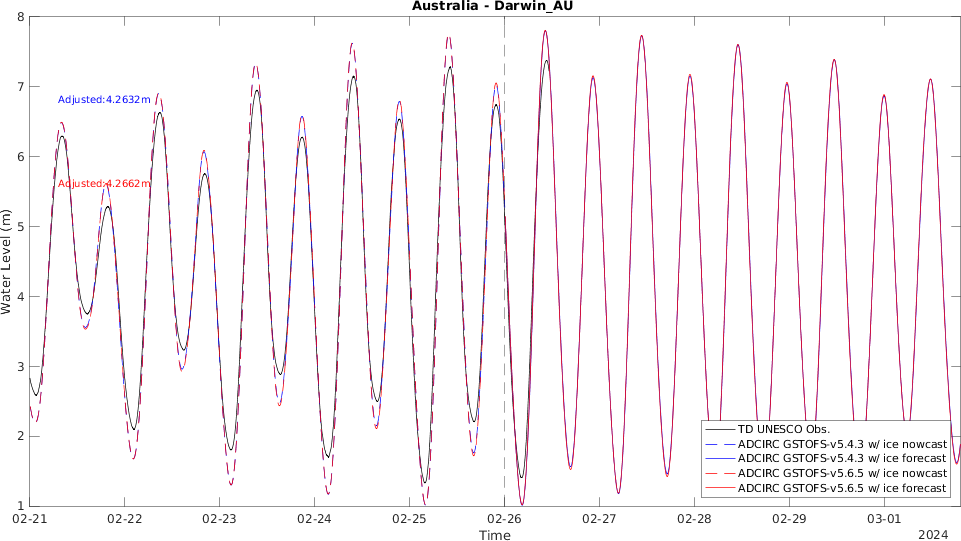 Australia - Darwin_AU
8
7
6
5
4
3
2
1
Water Level (m)
Adjusted:4.2632m
Adjusted:4.2662m
TD UNESCO Obs.
ADCIRC GSTOFS-v5.4.3 w/ ice nowcast
ADCIRC GSTOFS-v5.4.3 w/ ice forecast
ADCIRC GSTOFS-v5.6.5 w/ ice nowcast
ADCIRC GSTOFS-v5.6.5 w/ ice forecast
02-21 02-22 02-23 02-24 02-25 02-26 02-27 02-28 02-29 03-01
Time
2024